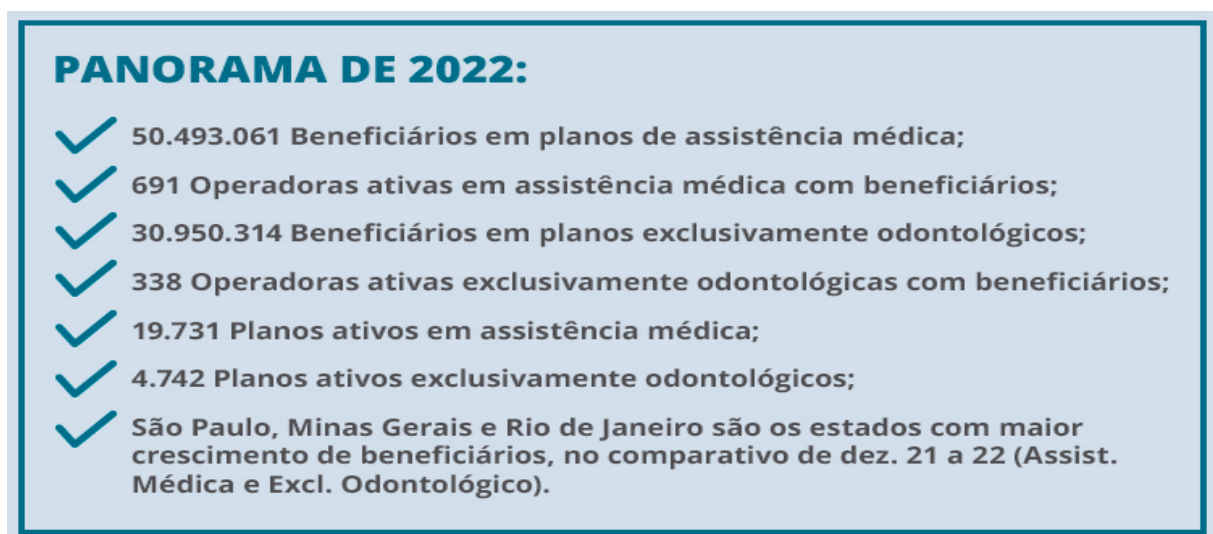 PANORAMA DE 2022:
50.493.061 Beneficiários em planos de assistência médica;
691 Operadoras ativas em assistência médica com beneficiários;
30.950.314 Beneficiários em planos exclusivamente odontológicos;
338 Operadoras ativas exclusivamente odontológicas com beneficiários;
19.731 Planos ativos em assistência médica;
4.742 Planos ativos exclusivamente odontológicos;
São Paulo, Minas Gerais e Rio de Janeiro são os estados com maior
crescimento de beneficiários, no comparativo de dez. 21 a 22 (Assist.
Médica e Excl. Odontológico).